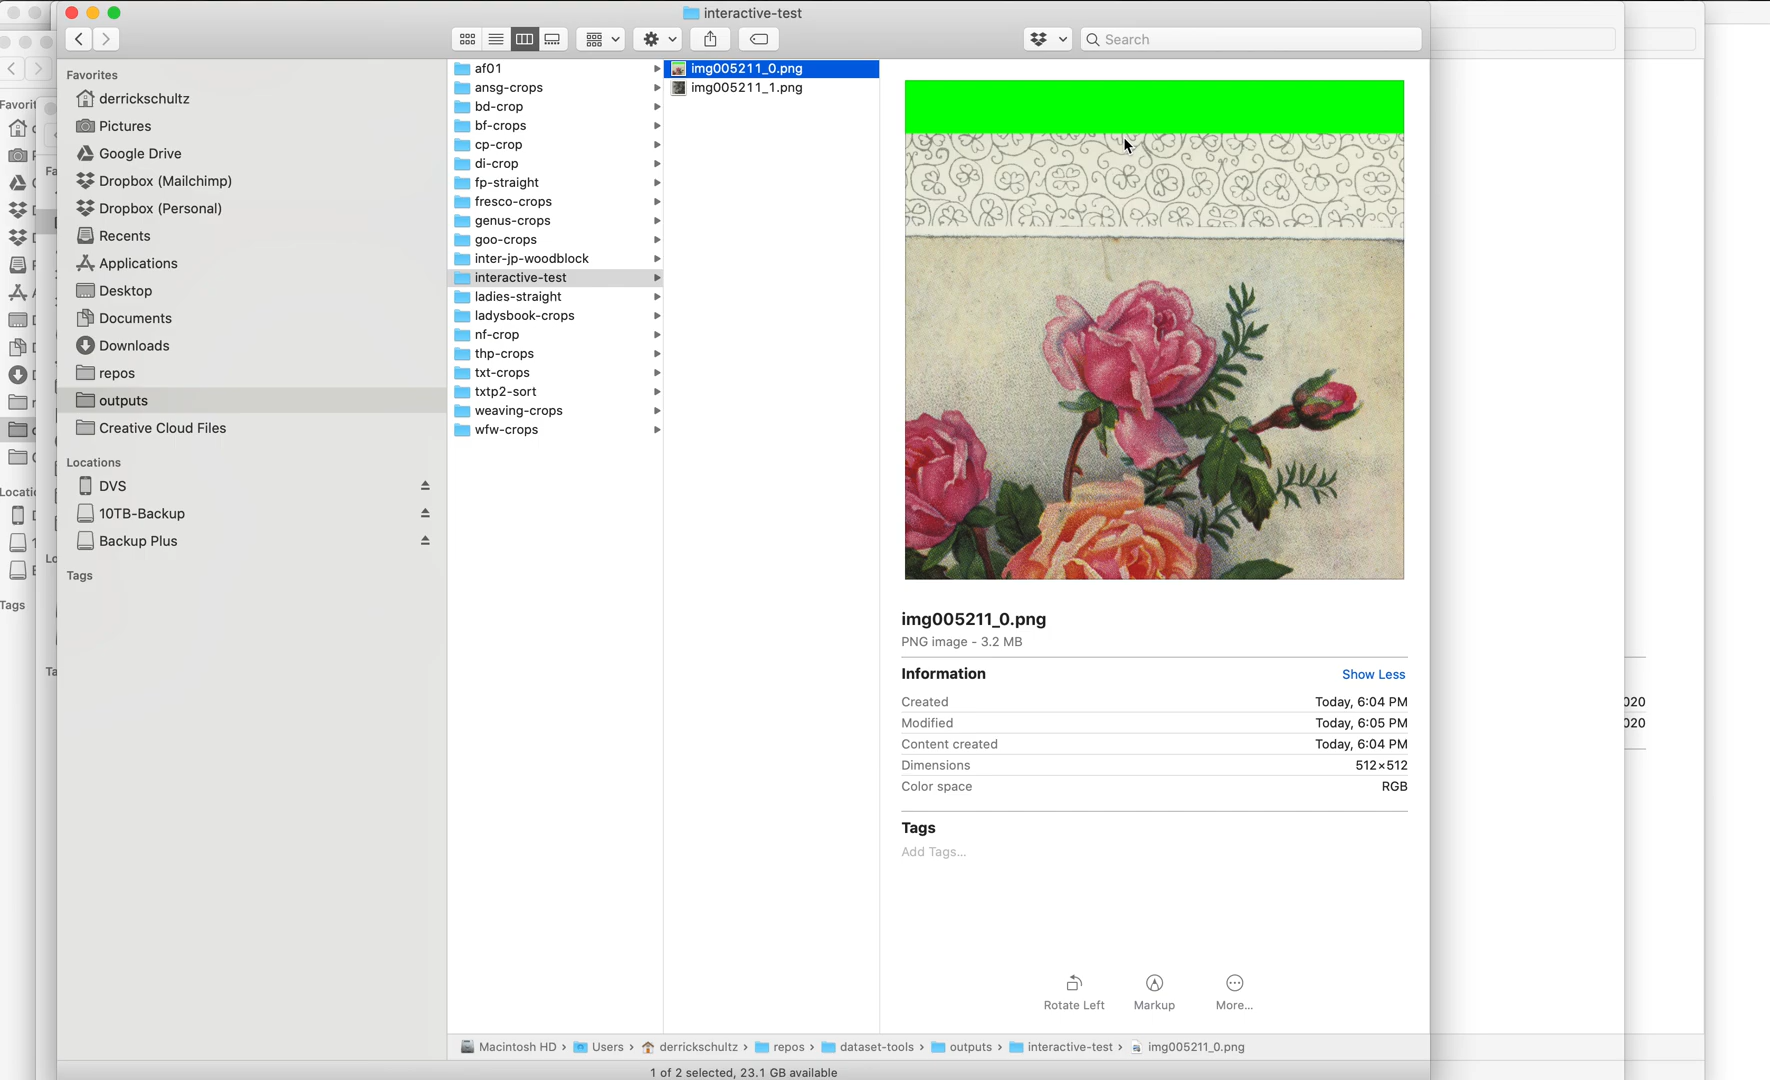 interactive-test
Search
Favorites
derrickschultz
Pictures
Google Drive
Dropbox (Mailchimp)
Dropbox (Personal)
Recents
Applications
Desktop
Documents
Downloads
repos
outputs
Creative Cloud Files
Locations
DVS
10TB-Backup
Backup Plus
Tags
af01
ansg-crops
bd-crop
bf-crops
cp-crop
di-crop
fp-straight
fresco-crops
genus-crops
goo-crops
inter-jp-woodblock
interactive-test
ladies-straight
ladysbook-crops
nf-crop
thp-crops
txt-crops
txtp2-sort
weaving-crops
wfw-crops
img005211_0.png
img005211_1.png
img005211_0.png
PNG image - 3.2 MB
Information Show Less
Created Today, 6:04 PM
Modified Today, 6:05 PM
Content created Today, 6:04 PM
Dimensions 512×512
Color space RGB
Tags
Add Tags...
Rotate Left Markup More...
Macintosh HD › Users › derrickschultz › repos › dataset-tools › outputs › interactive-test › img005211_0.png
1 of 2 selected, 23.1 GB available
Tags
020
020